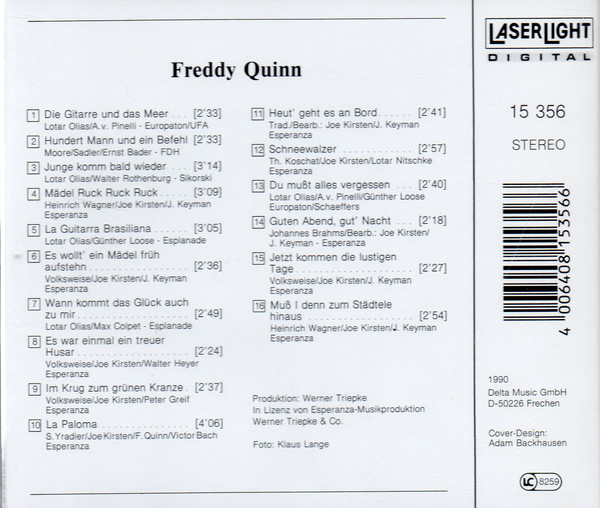 Freddy Quinn
1 Die Gitarre und das Meer . . . [2'33]
Lotar Olias/A.v. Pinelli - Europaton/UFA
2 Hundert Mann und ein Befehl [2'33]
Moore/Sadler/Ernst Bader - FDH
3 Junge komm bald wieder . . . . [3'14]
Lotar Olias/Walter Rothenburg - Sikorski
4 Mädel Ruck Ruck Ruck . . . . . [3'09]
Heinrich Wagner/Joe Kirsten/J. Keyman
Esperanza
5 La Guitarra Brasiliana . . . . . [3'05]
Lotar Olias/Günther Loose - Esplanade
6 Es wollt' ein Mädel früh
aufstehn . . . . . . . . . . . . [2'36]
Volksweise/Joe Kirsten/J. Keyman
Esperanza
7 Wann kommt das Glück auch
zu mir . . . . . . . . . . . . . [2'49]
Lotar Olias/Max Colpet - Esplanade
8 Es war einmal ein treuer
Husar . . . . . . . . . . . . . [2'24]
Volksweise/Joe Kirsten/Walter Heyer
Esperanza
9 Im Krug zum grünen Kranze . [2'37]
Volksweise/Joe Kirsten/Peter Greif
Esperanza
10 La Paloma . . . . . . . . . . . [4'06]
S.Yradier/Joe Kirsten/F.Quinn/Victor Bach
Esperanza
11 Heut' geht es an Bord . . . . . [2'41]
Trad./Bearb.: Joe Kirsten/J. Keyman
Esperanza
12 Schneewalzer . . . . . . . . . [2'57]
Th. Koschat/Joe Kirsten/Lotar Nitschke
Esperanza
13 Du mußt alles vergessen . . . . [2'40]
Lotar Olias/A.v. Pinelli/Günther Loose
Europaton/Schaeffers
14 Guten Abend, gut' Nacht . . . [2'18]
Johannes Brahms/Bearb.: Joe Kirsten/
J. Keyman - Esperanza
15 Jetzt kommen die lustigen
Tage . . . . . . . . . . . . . . [2'27]
Volksweise/Joe Kirsten/J. Keyman
Esperanza
16 Muß I denn zum Städtele
hinaus . . . . . . . . . . . . . [2'54]
Heinrich Wagner/Joe Kirsten/J. Keyman
Esperanza
Produktion: Werner Triepke
In Lizenz von Esperanza-Musikproduktion
Werner Triepke & Co.
Foto: Klaus Lange
LASERLIGHT
DIGITAL
15 356
STEREO
4 006408 153566
1990
Delta Music GmbH
D-50226 Frechen
Cover-Design:
Adam Backhausen
LC 8259